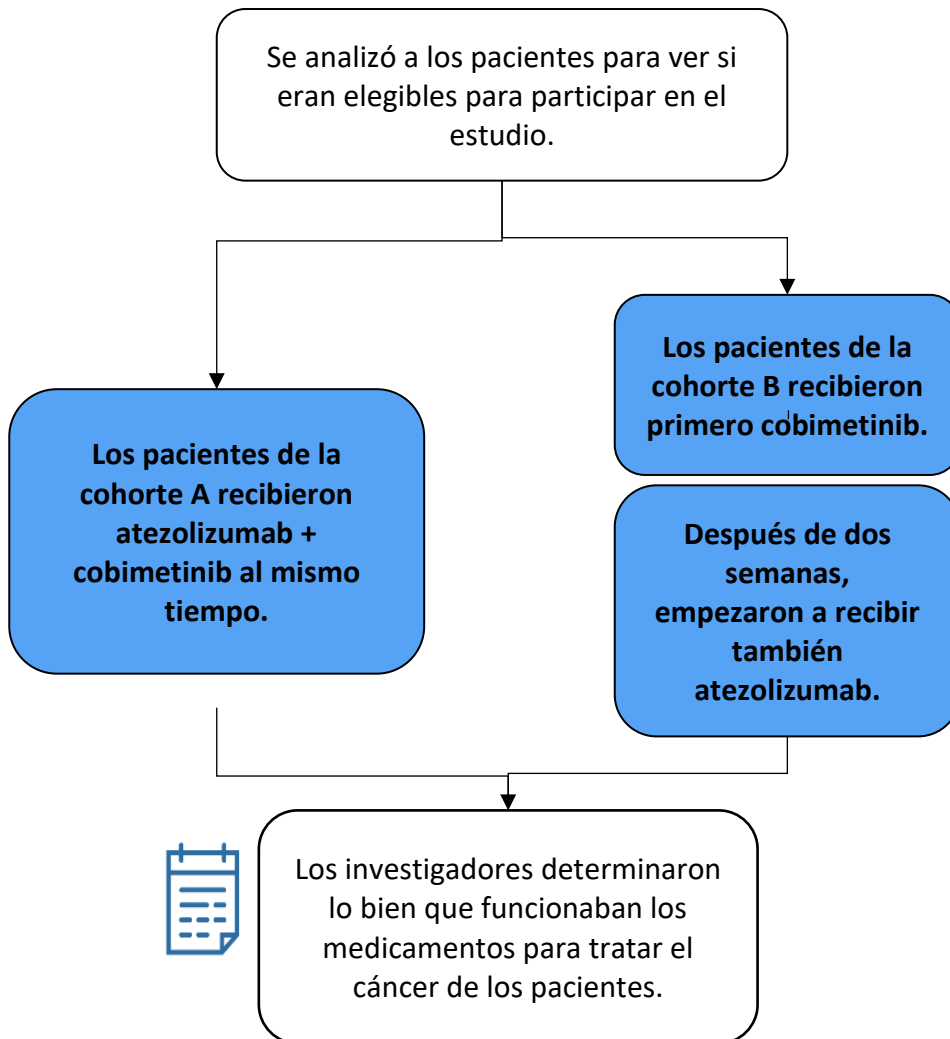 Se analizó a los pacientes para ver si
eran elegibles para participar en el
estudio.
Los pacientes de la
cohorte A recibieron
atezolizumab +
cobimetinib al mismo
tiempo.
Los pacientes de la
cohorte B recibieron
primero cobimetinib.
Después de dos
semanas,
empezaron a recibir
también
atezolizumab.
Los investigadores determinaron
lo bien que funcionaban los
medicamentos para tratar el
cáncer de los pacientes.